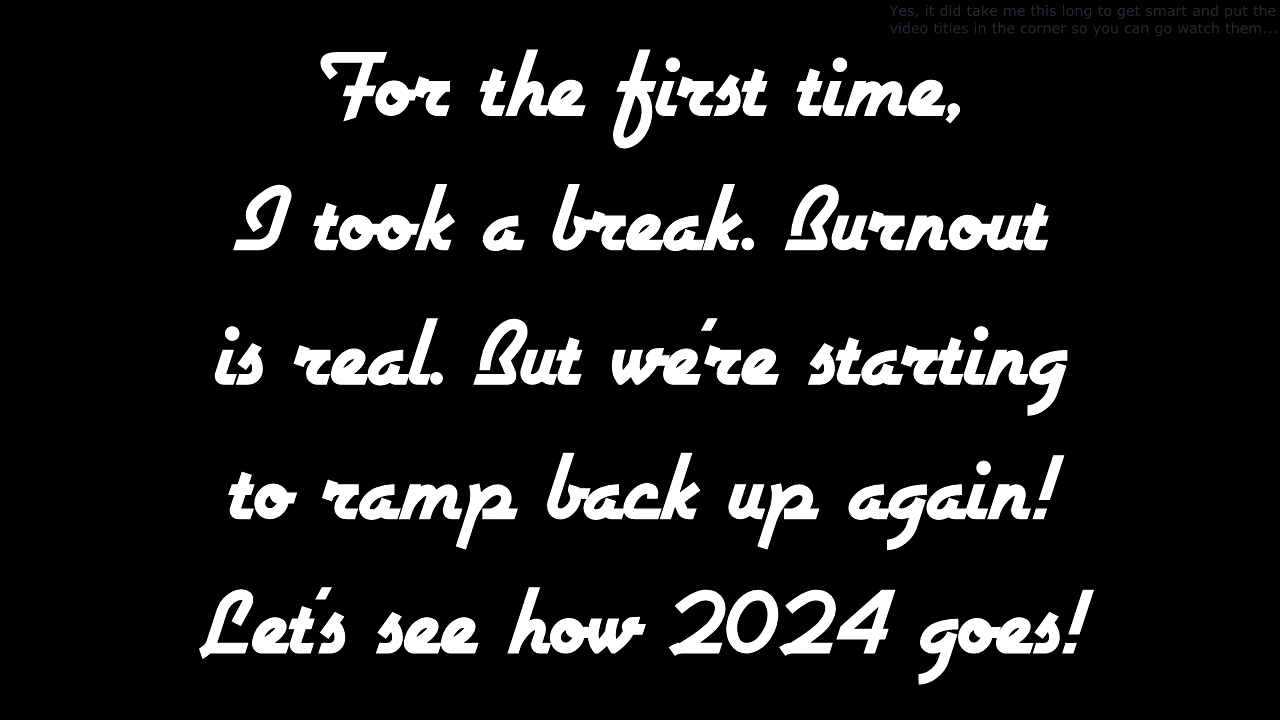 Yes, it did take me this long to get smart and put the
video titles in the corner so you can go watch them...
For the first time,
I took a break. Burnout
is real. But we're starting
to ramp back up again!
Let's see how 2024 goes!